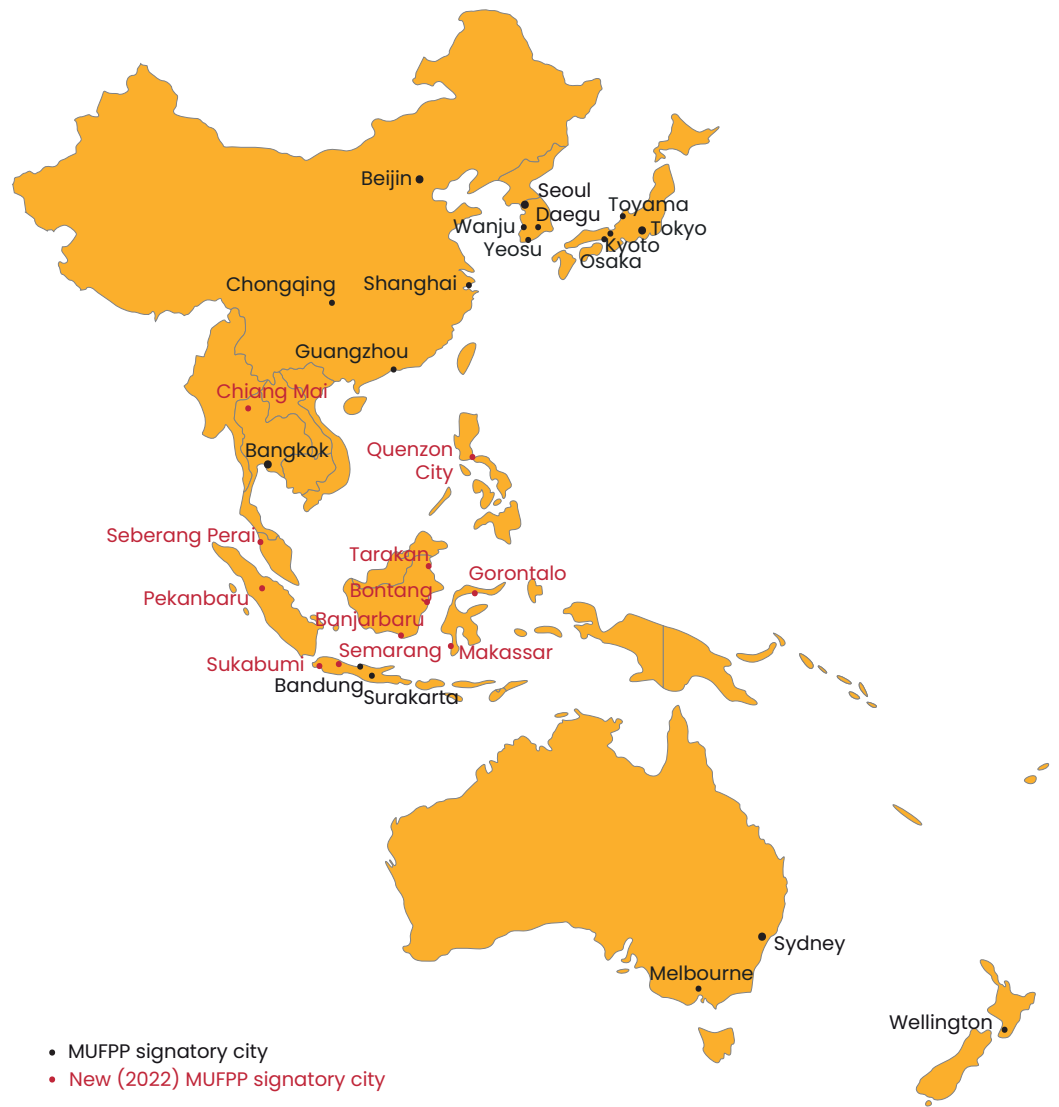 Beijin
Seoul
Toyama
Daegu
Wanju
Tokyo
Yeosu
Kyoto
Osaka
Chongqing
Shanghai
Guangzhou
Chiang Mai
Bangkok
Quenzon
City
Seberang Perai
Tarakan
Gorontalo
Pekanbaru
Bontang
Banjarbaru
Semarang
Makassar
Sukabumi
Bandung
Surakarta
Sydney
Melbourne
Wellington
MUFPP signatory city
New (2022) MUFPP signatory city